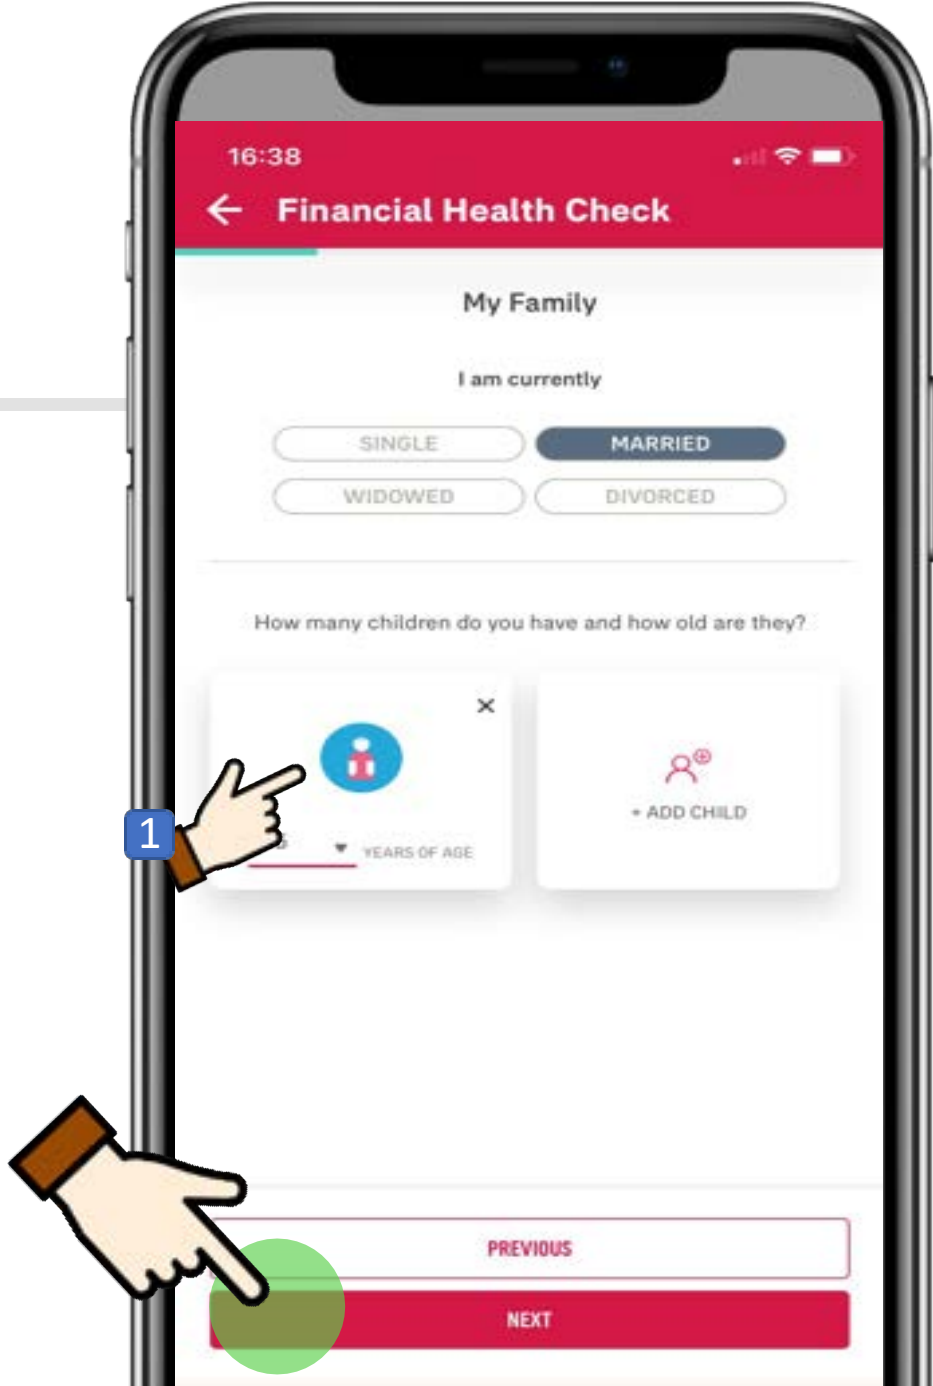 16:38
Financial Health Check
My Family
I am currently
SINGLE
MARRIED
WIDOWED
DIVORCED
How many children do you have and how old are they?
+ ADD CHILD
1
YEARS OF AGE
PREVIOUS
NEXT